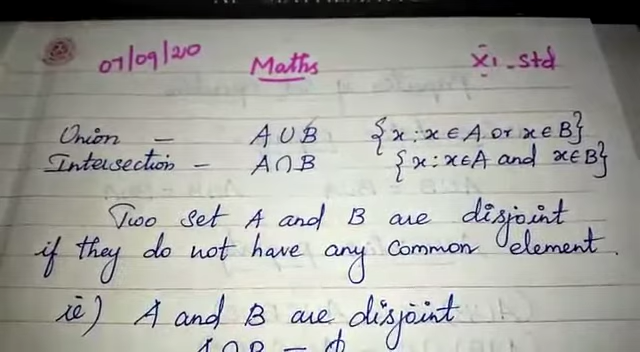 07/09/20 Maths XI - std
Union - A ∪ B {x : x ∈ A or x ∈ B}
Intersection - A ∩ B {x : x ∈ A and x ∈ B}
Two set A and B are disjoint
if they do not have any common element.
ie) A and B are disjoint
A ∩ B = ϕ